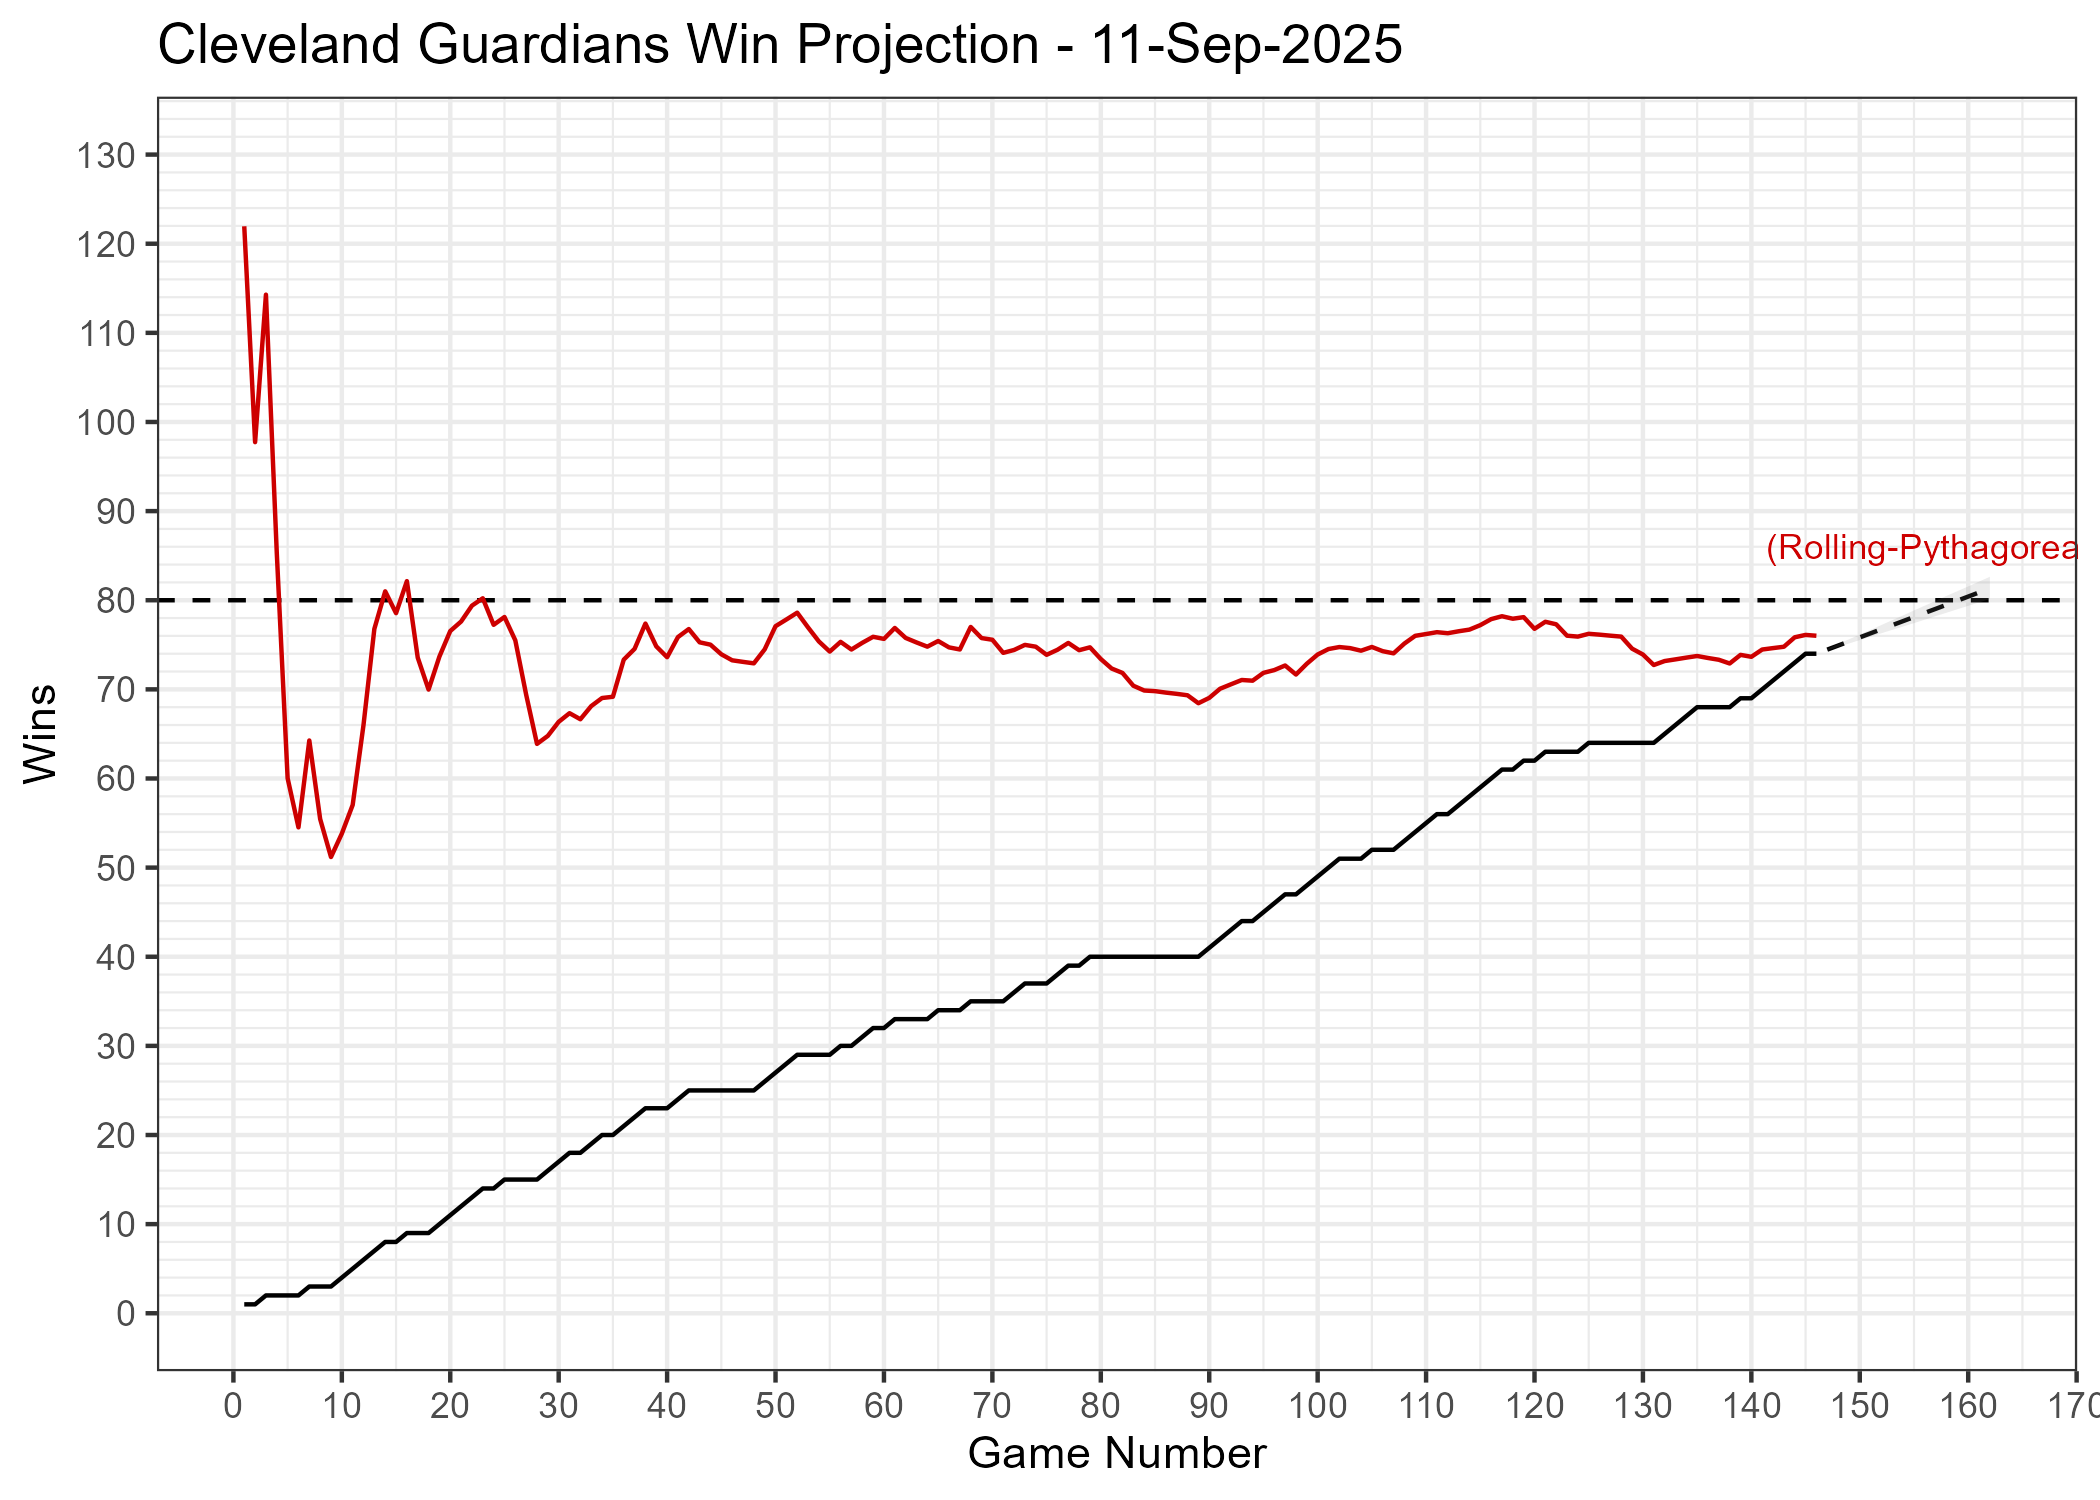 Cleveland Guardians Win Projection - 11-Sep-2025
130
120
110
100
90
80
70
60
50
40
30
20
10
0
Wins
(Rolling-Pythagorea
0 10 20 30 40 50 60 70 80 90 100 110 120 130 140 150 160 170
Game Number